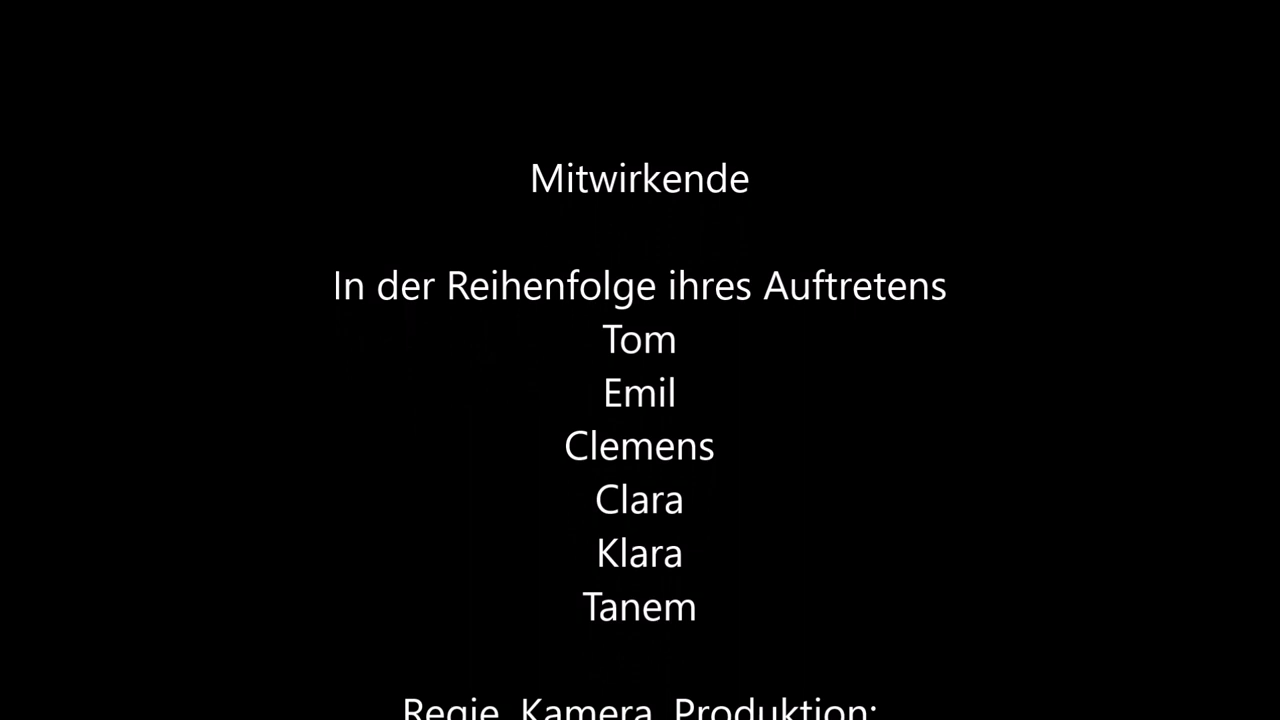 Mitwirkende
In der Reihenfolge ihres Auftretens
Tom
Emil
Clemens
Clara
Klara
Tanem
Regie, Kamera, Produktion: